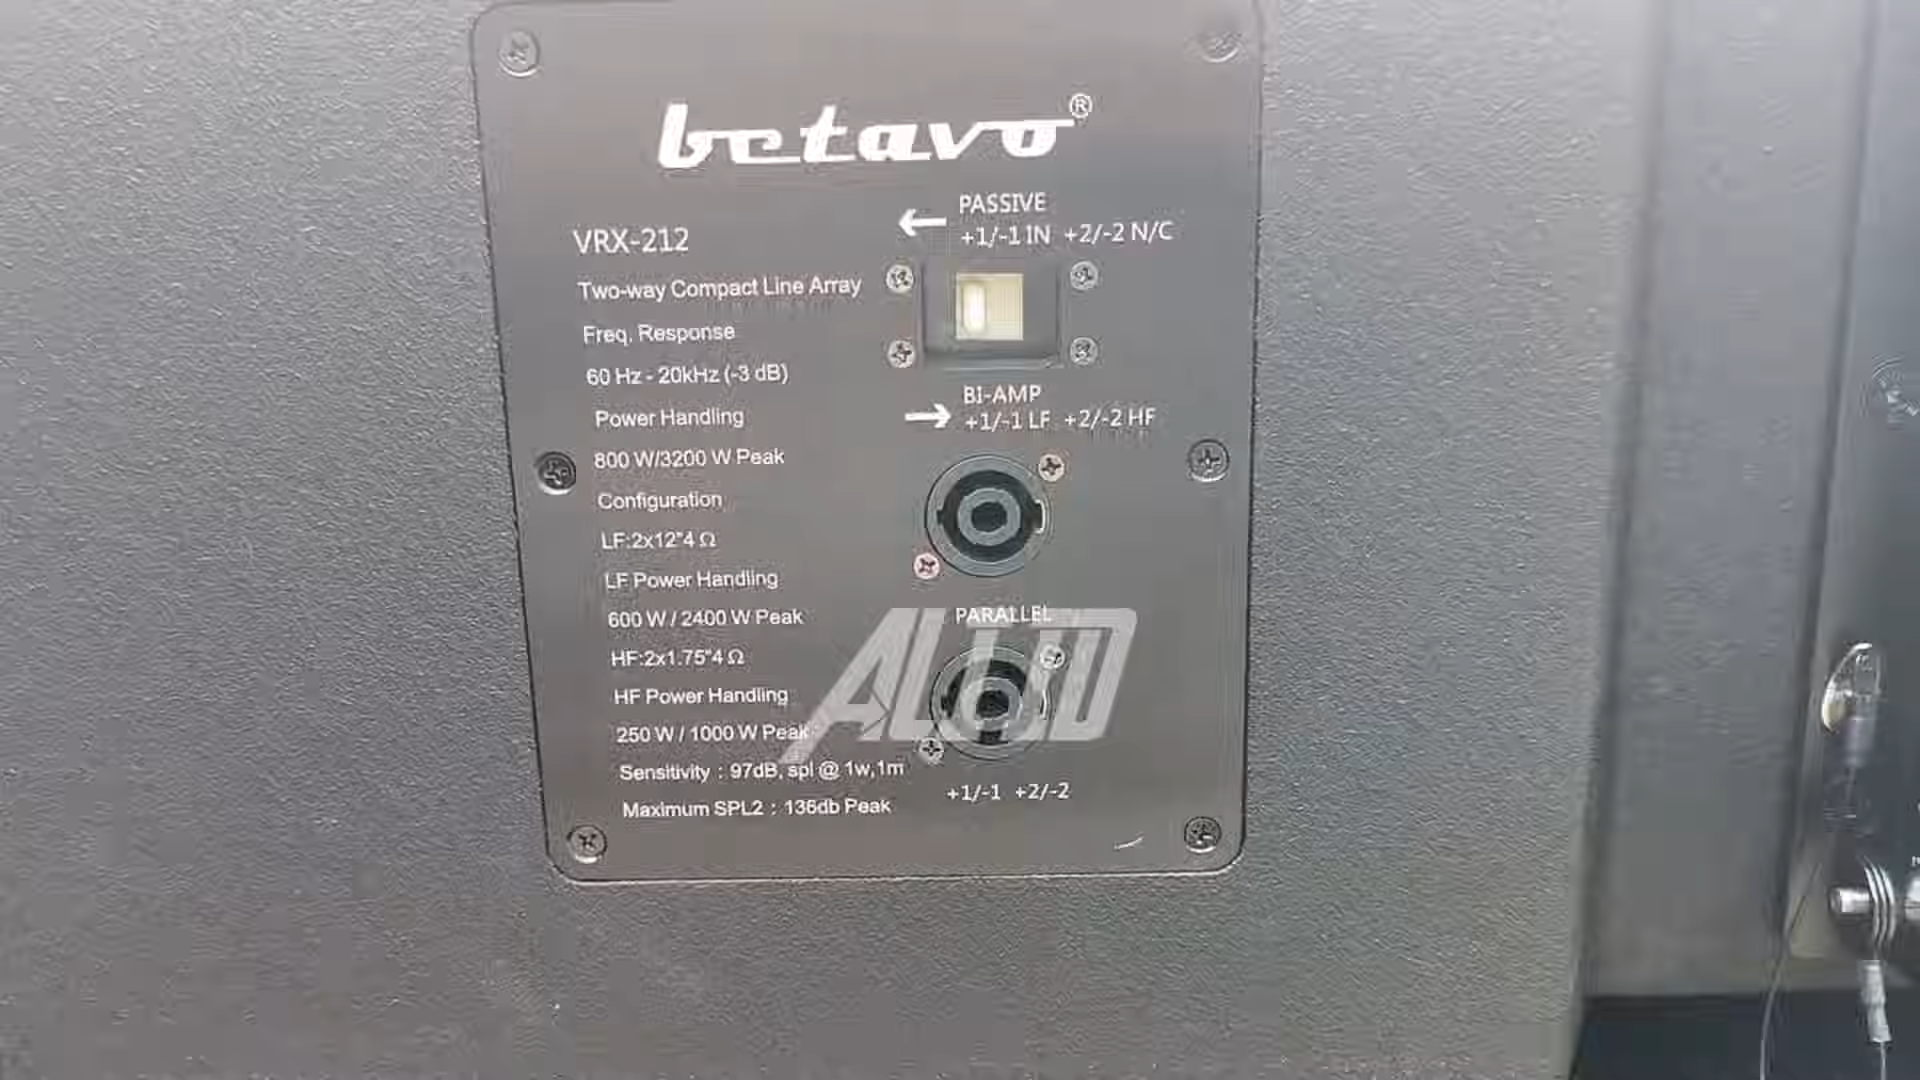 betavo®
VRX-212
Two-way Compact Line Array
Freq. Response
60 Hz - 20kHz (-3 dB)
Power Handling
800 W/3200 W Peak
Configuration
LF:2x12"4 Ω
LF Power Handling
600 W / 2400 W Peak
HF:2x1.75"4 Ω
HF Power Handling
250 W / 1000 W Peak
Sensitivity : 97dB, spl @ 1w,1m
Maximum SPL2 : 136db Peak
← PASSIVE
+1/-1 IN +2/-2 N/C
BI-AMP
→ +1/-1 LF +2/-2 HF
PARALLEL
+1/-1 +2/-2